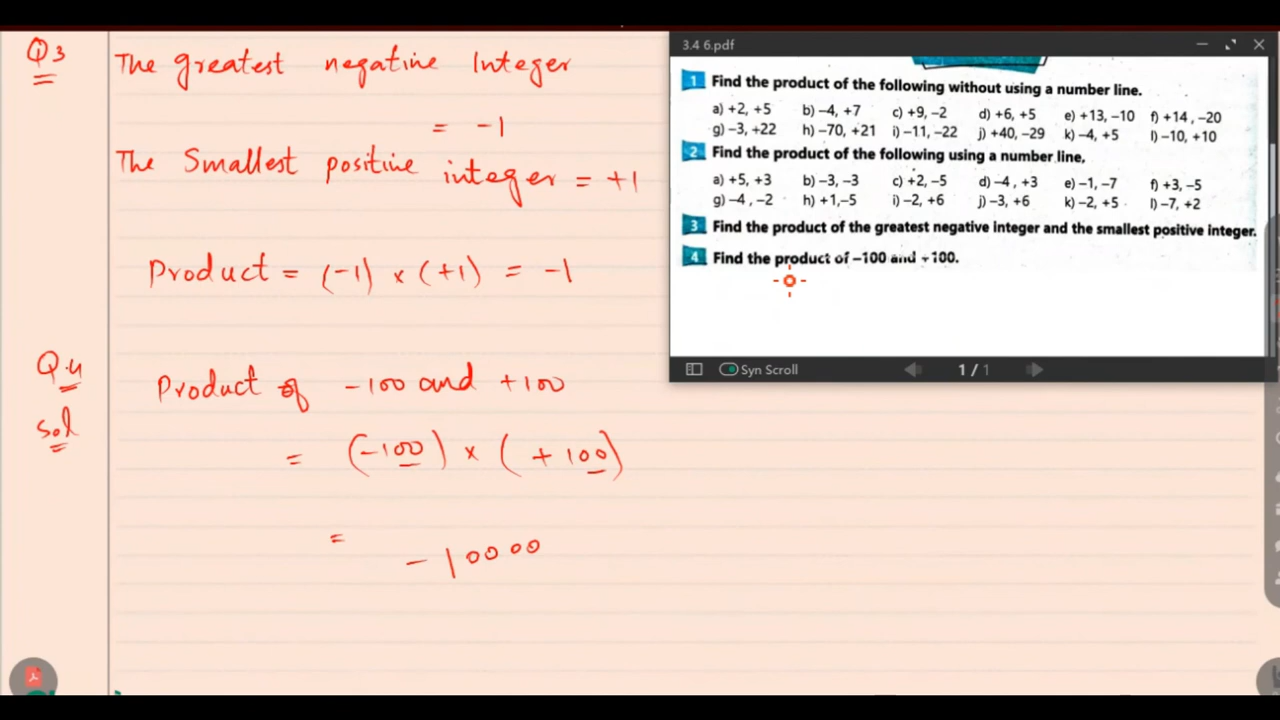 Q3 The greatest negative Integer
= -1
The Smallest positive integer = +1
Product = (-1) × (+1) = -1
Q.4 Product of -100 and +100
Sol
= (-100) × (+100)
=
-10000
3.4 6.pdf
1 Find the product of the following without using a number line.
a) +2, +5 b) –4, +7 c) +9, –2 d) +6, +5 e) +13, –10 f) +14, –20
g) –3, +22 h) –70, +21 i) –11, –22 j) +40, –29 k) –4, +5 l) –10, +10
2 Find the product of the following using a number line,
a) +5, +3 b) –3, –3 c) +2, –5 d) –4, +3 e) –1, –7 f) +3, –5
g) –4, –2 h) +1,–5 i) –2, +6 j) –3, +6 k) –2, +5 l) –7, +2
3 Find the product of the greatest negative integer and the smallest positive integer.
4 Find the product of –100 and +100.
Syn Scroll 1 / 1